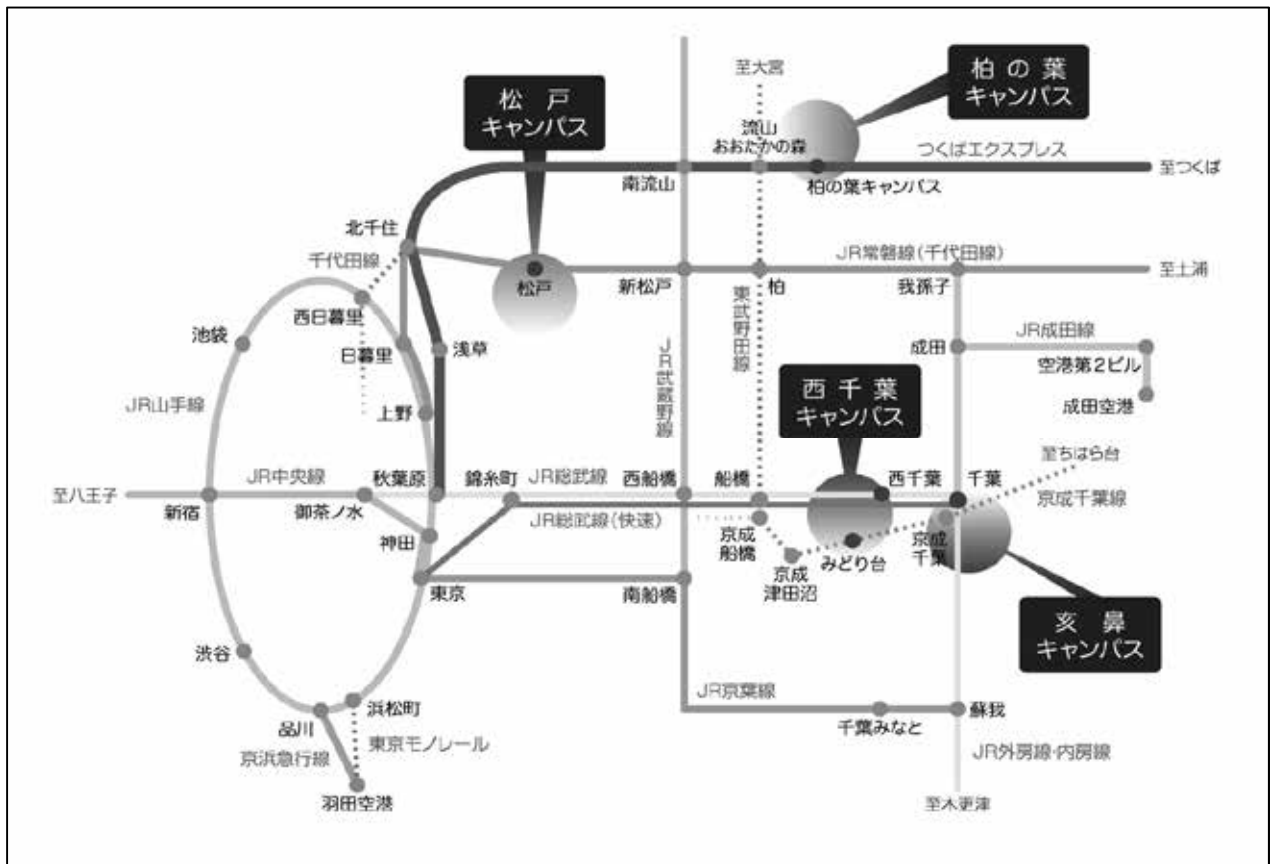 至大宮
柏の葉
キャンパス
松戸
キャンパス
流山
おおたかの森
つくばエクスプレス
南流山
柏の葉キャンパス
至つくば
北千住
千代田線
JR常磐線(千代田線)
松戸
新松戸
柏
我孫子
至土浦
西日暮里
池袋
日暮里
浅草
東武野田線
成田
JR成田線
空港第2ビル
JR武蔵野線
西千葉
キャンパス
成田空港
JR山手線
上野
至ちはら台
JR中央線
秋葉原
錦糸町
JR総武線
西船橋
船橋
西千葉
千葉
至八王子
京成千葉線
新宿
御茶ノ水
JR総武線(快速)
神田
京成
船橋
みどり台
京成
千葉
京成
津田沼
東京
南船橋
亥鼻
キャンパス
渋谷
JR京葉線
浜松町
品川
千葉みなと
蘇我
東京モノレール
京浜急行線
JR外房線・内房線
羽田空港
至木更津